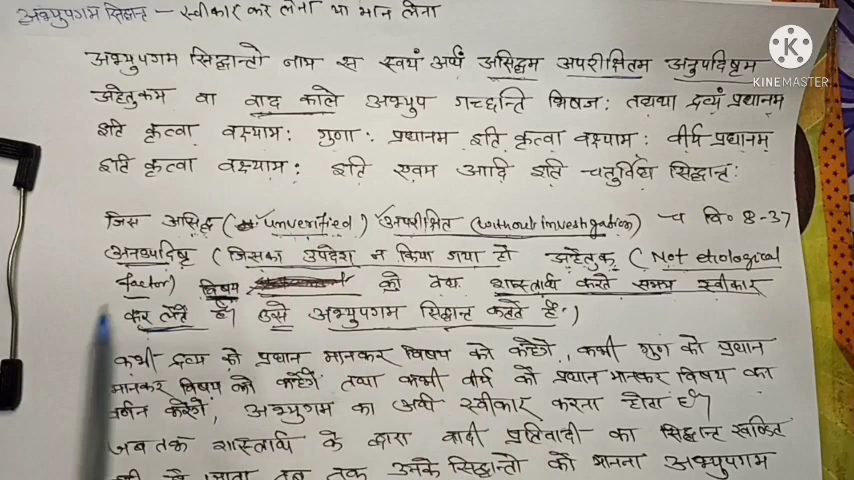 अभ्युपगम सिद्धान्त - स्वीकार कर लेना या मान लेना
अभ्युपगम सिद्धान्तो नाम स स्वयं अर्थ असिद्धम अपरीक्षितम अनुपदिष्टम
अहेतुकम वा वाद काले अभ्युप गच्छन्ति भिषज: तद्यथा द्रव्यं प्रधानम
इति कृत्वा वक्ष्याम: गुणा: प्रधानम इति कृत्वा वक्ष्याम: वीर्य प्रधानम्
इति कृत्वा वक्ष्याम: इति एवम आदि इति चतुर्विध सिद्धान्त:
जिस असिद्ध (unverified) अपरीक्षित (without investigation) च वि० 8-37
(जिसका उपदेश न किया गया हो अहेतुक (Not etiological
factor) विषय को वैद्य शास्त्रार्थ करते समय स्वीकार
कर लेते है। उसे अभ्युपगम सिद्धान्त कहते है।)
कभी द्रव्य को प्रधान मानकर विषय को कहेंगे, कभी गुण को प्रधान
मानकर विषय को कहेंगे तथा कभी वीर्य को प्रधान मानकर विषय का
वर्णन करेंगे, अभ्युगम का अर्थ स्वीकार करना होता है।
जब तक शास्त्रार्थ के द्वारा वादी प्रतिवादी का सिद्धान्त खण्डित
जाता तब तक उनके सिद्धान्तो को मानना अभ्युपगम
KINEMASTER